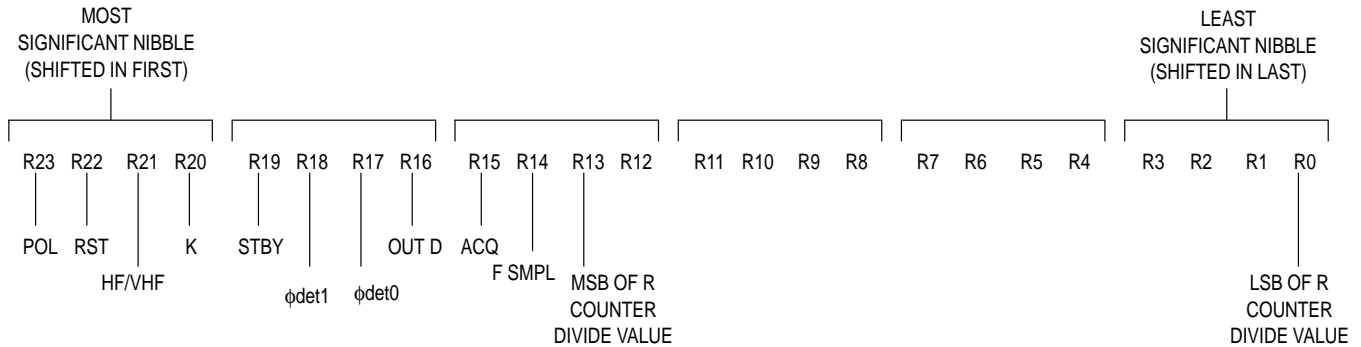 MOST
SIGNIFICANT NIBBLE
(SHIFTED IN FIRST)
LEAST
SIGNIFICANT NIBBLE
(SHIFTED IN LAST)
R23 R22 R21 R20 R19 R18 R17 R16 R15 R14 R13 R12 R11 R10 R9 R8 R7 R6 R5 R4 R3 R2 R1 R0
POL RST K STBY OUT D ACQ
HF/VHF
F SMPL
ϕdet1 ϕdet0
MSB OF R
COUNTER
DIVIDE VALUE
LSB OF R
COUNTER
DIVIDE VALUE